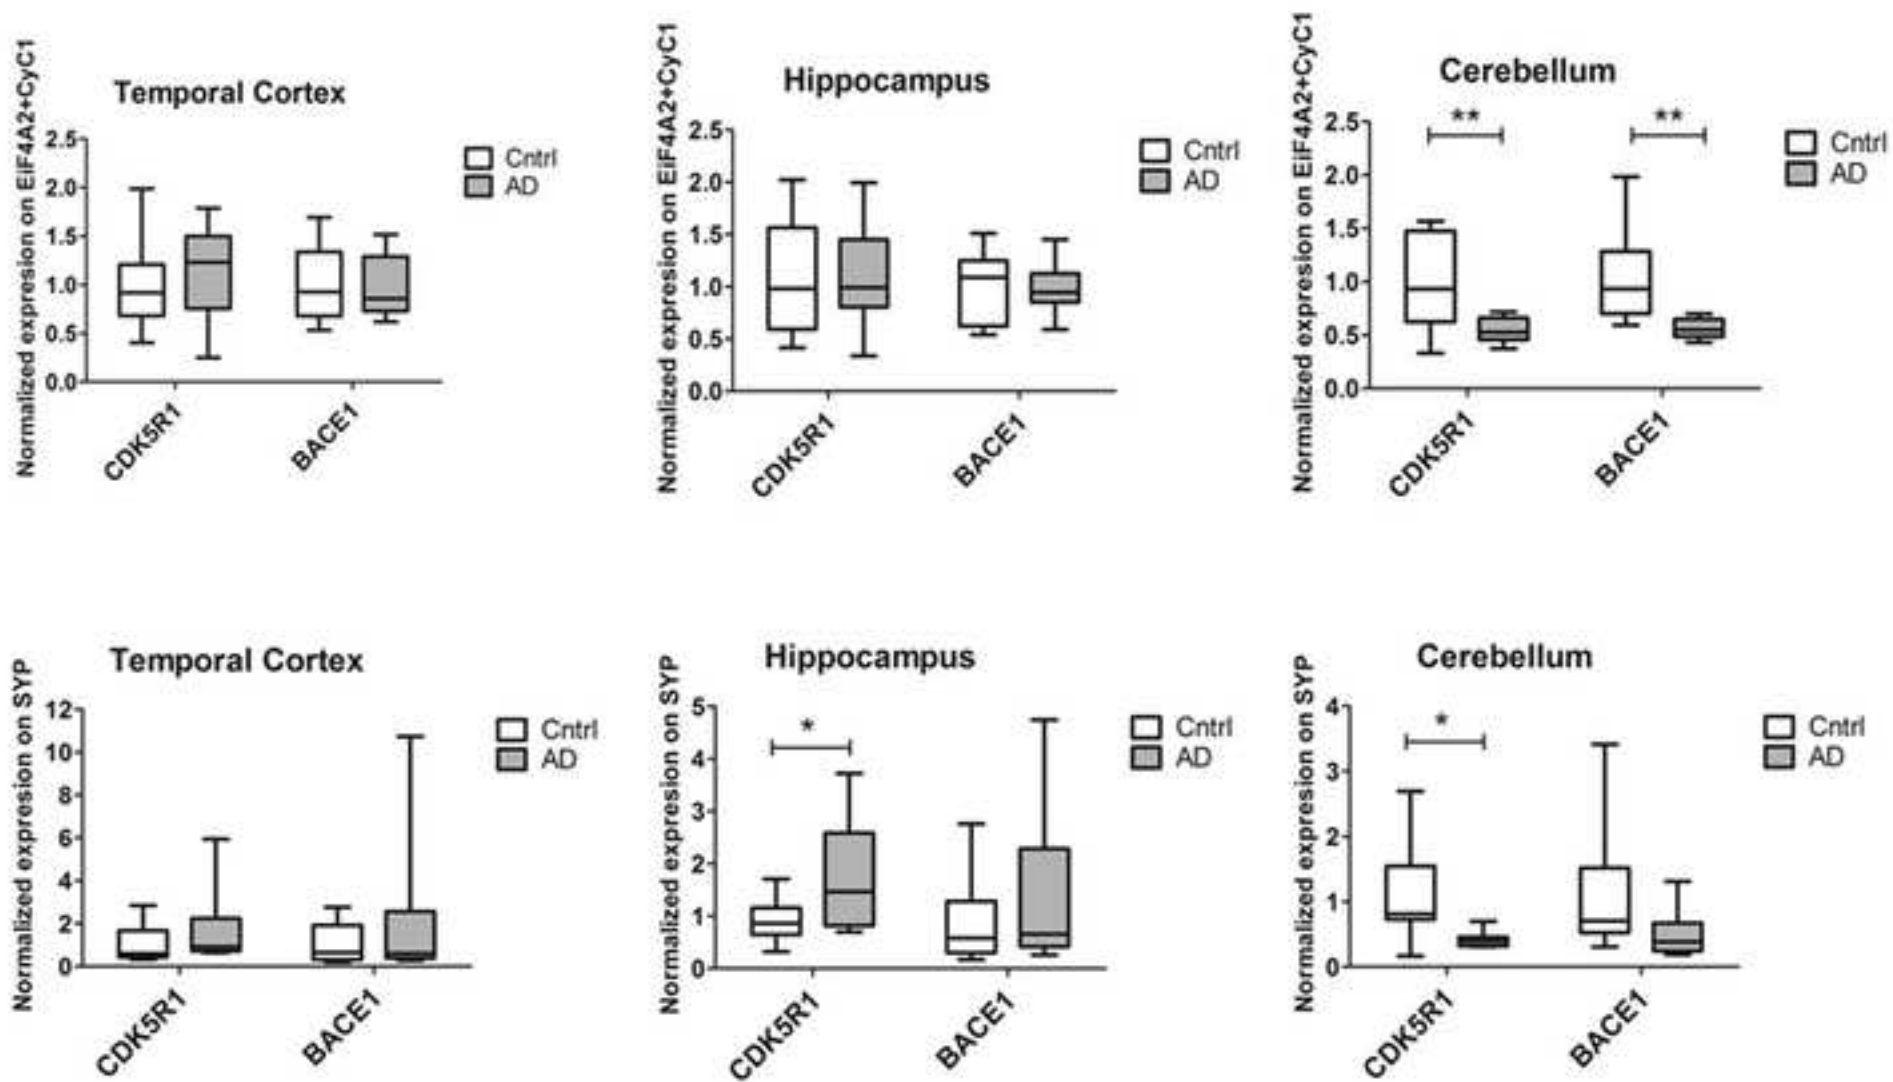 Temporal Cortex
Normalized expresion on EiF4A2+CyC1
2.5
2.0
1.5
1.0
0.5
0.0
CDK5R1
BACE1
Cntrl
AD
Hippocampus
Normalized expresion on EiF4A2+CyC1
2.5
2.0
1.5
1.0
0.5
0.0
CDK5R1
BACE1
Cntrl
AD
Cerebellum
Normalized expresion on EiF4A2+CyC1
2.5
2.0
1.5
1.0
0.5
0.0
**
**
CDK5R1
BACE1
Cntrl
AD
Temporal Cortex
Normalized expresion on SYP
12
10
8
6
4
2
0
CDK5R1
BACE1
Cntrl
AD
Hippocampus
Normalized expresion on SYP
5
4
3
2
1
0
*
CDK5R1
BACE1
Cntrl
AD
Cerebellum
Normalized expresion on SYP
4
3
2
1
0
*
CDK5R1
BACE1
Cntrl
AD